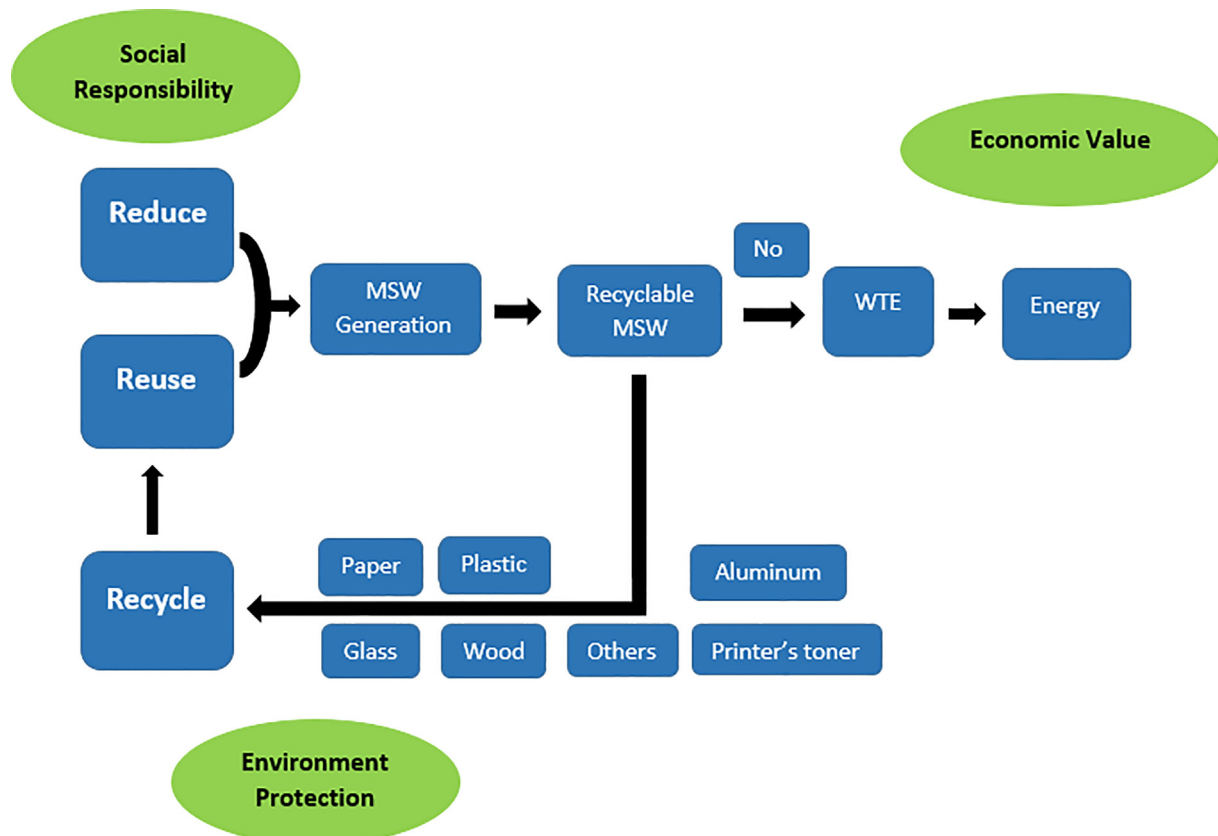 Social
Responsibility
Economic Value
Reduce
No
MSW
Generation
Recyclable
MSW
WTE
Energy
Reuse
Recycle
Paper
Plastic
Aluminum
Glass
Wood
Others
Printer’s toner
Environment
Protection